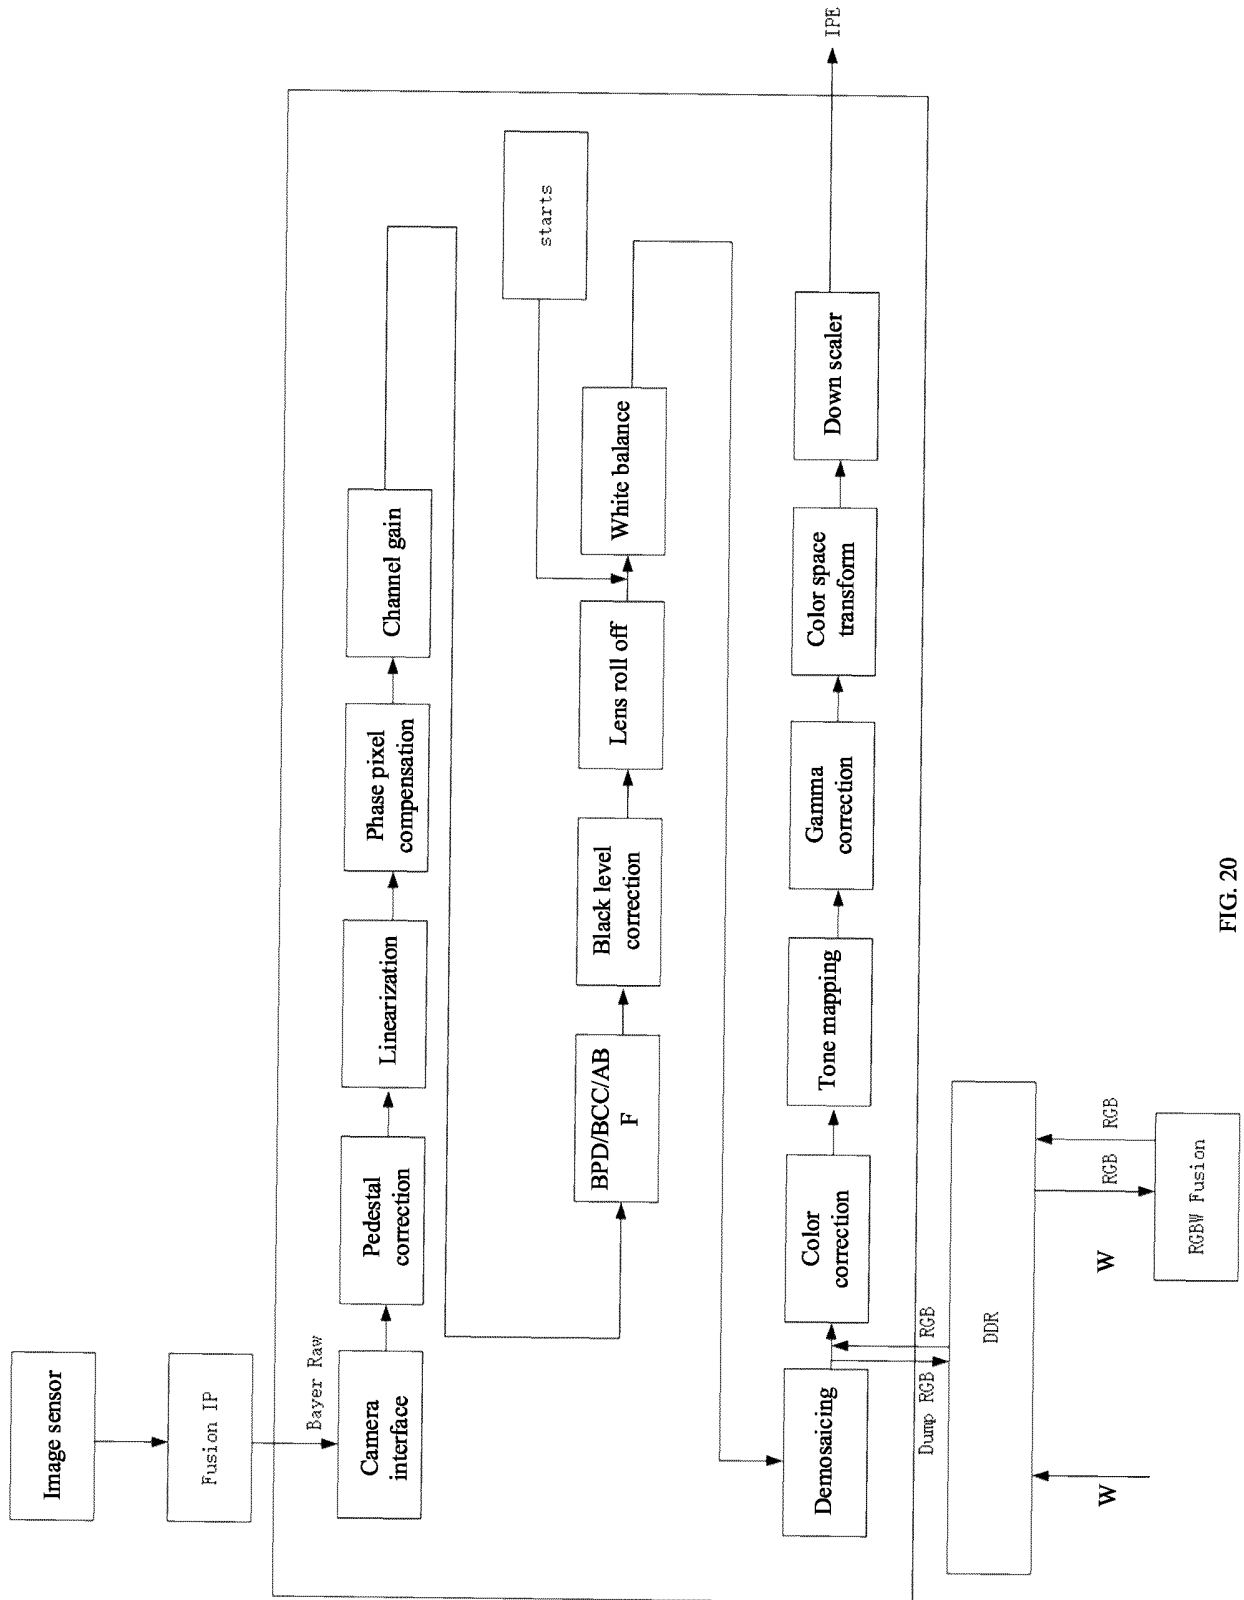 Image sensor
Fusion IP
Bayer Raw
Camera
interface
Pedestal
correction
Linearization
Phase pixel
compensation
Channel gain
BPD/BCC/AB
F
Black level
correction
Lens roll off
White balance
starts
Demosaicing
Color
correction
Tone mapping
Gamma
correction
Color space
transform
Down scaler
IPE
Dump RGB
RGB
DDR
W
W
RGB
RGB
RGBW Fusion
FIG. 20